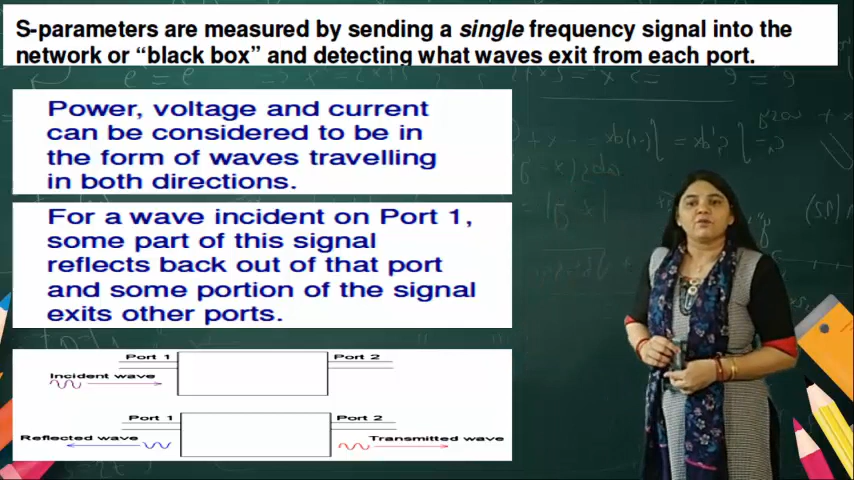 S-parameters are measured by sending a single frequency signal into the
network or “black box” and detecting what waves exit from each port.
Power, voltage and current
can be considered to be in
the form of waves travelling
in both directions.
For a wave incident on Port 1,
some part of this signal
reflects back out of that port
and some portion of the signal
exits other ports.
Port 1 Port 2
Incident wave
Port 1 Port 2
Reflected wave Transmitted wave